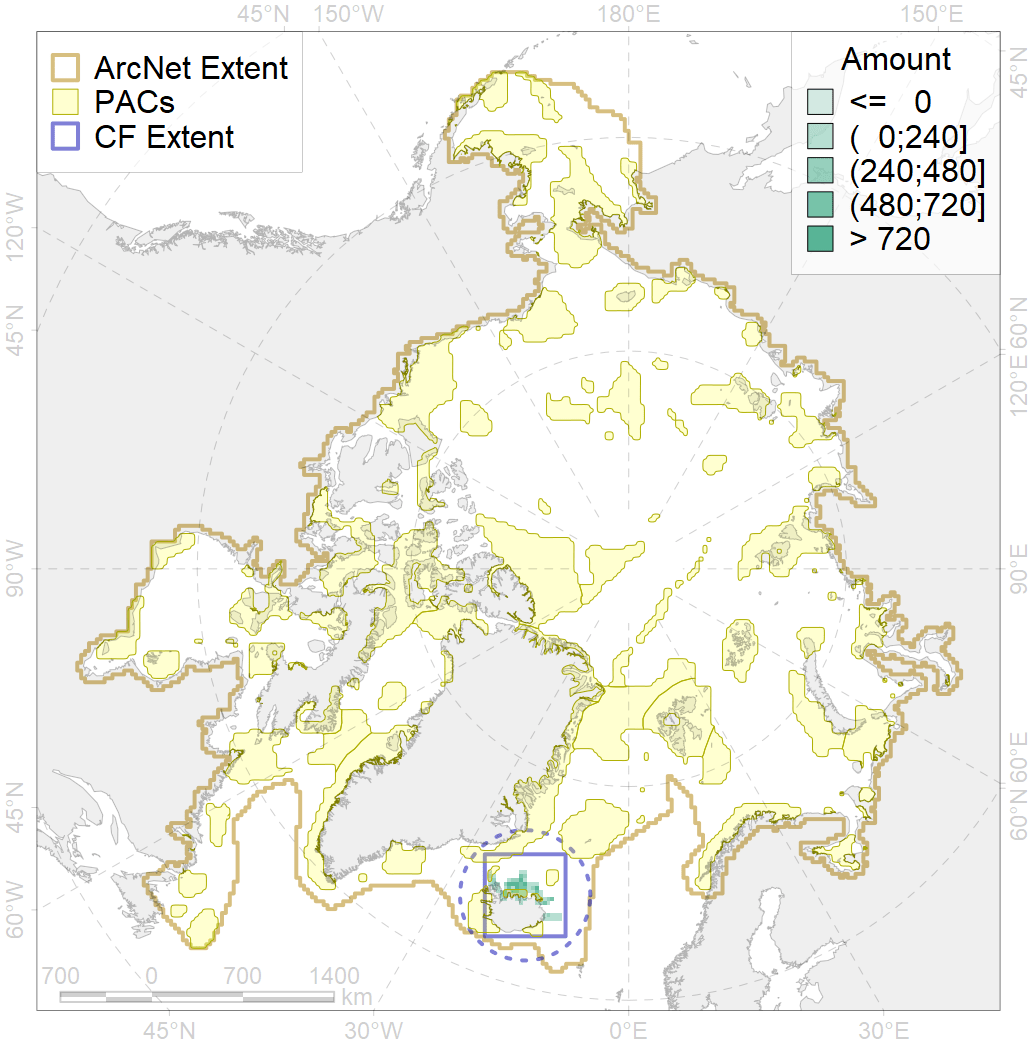 45°N 150°W 180°E 150°E
ArcNet Extent
PACs
CF Extent
Amount
<= 0
( 0;240]
(240;480]
(480;720]
> 720
45°N
120°W
60°N
45°N
120°E
90°W
90°E
60°E
45°N
60°N
60°W
700 0 700 1400
km
45°N 30°W 0°E 30°E